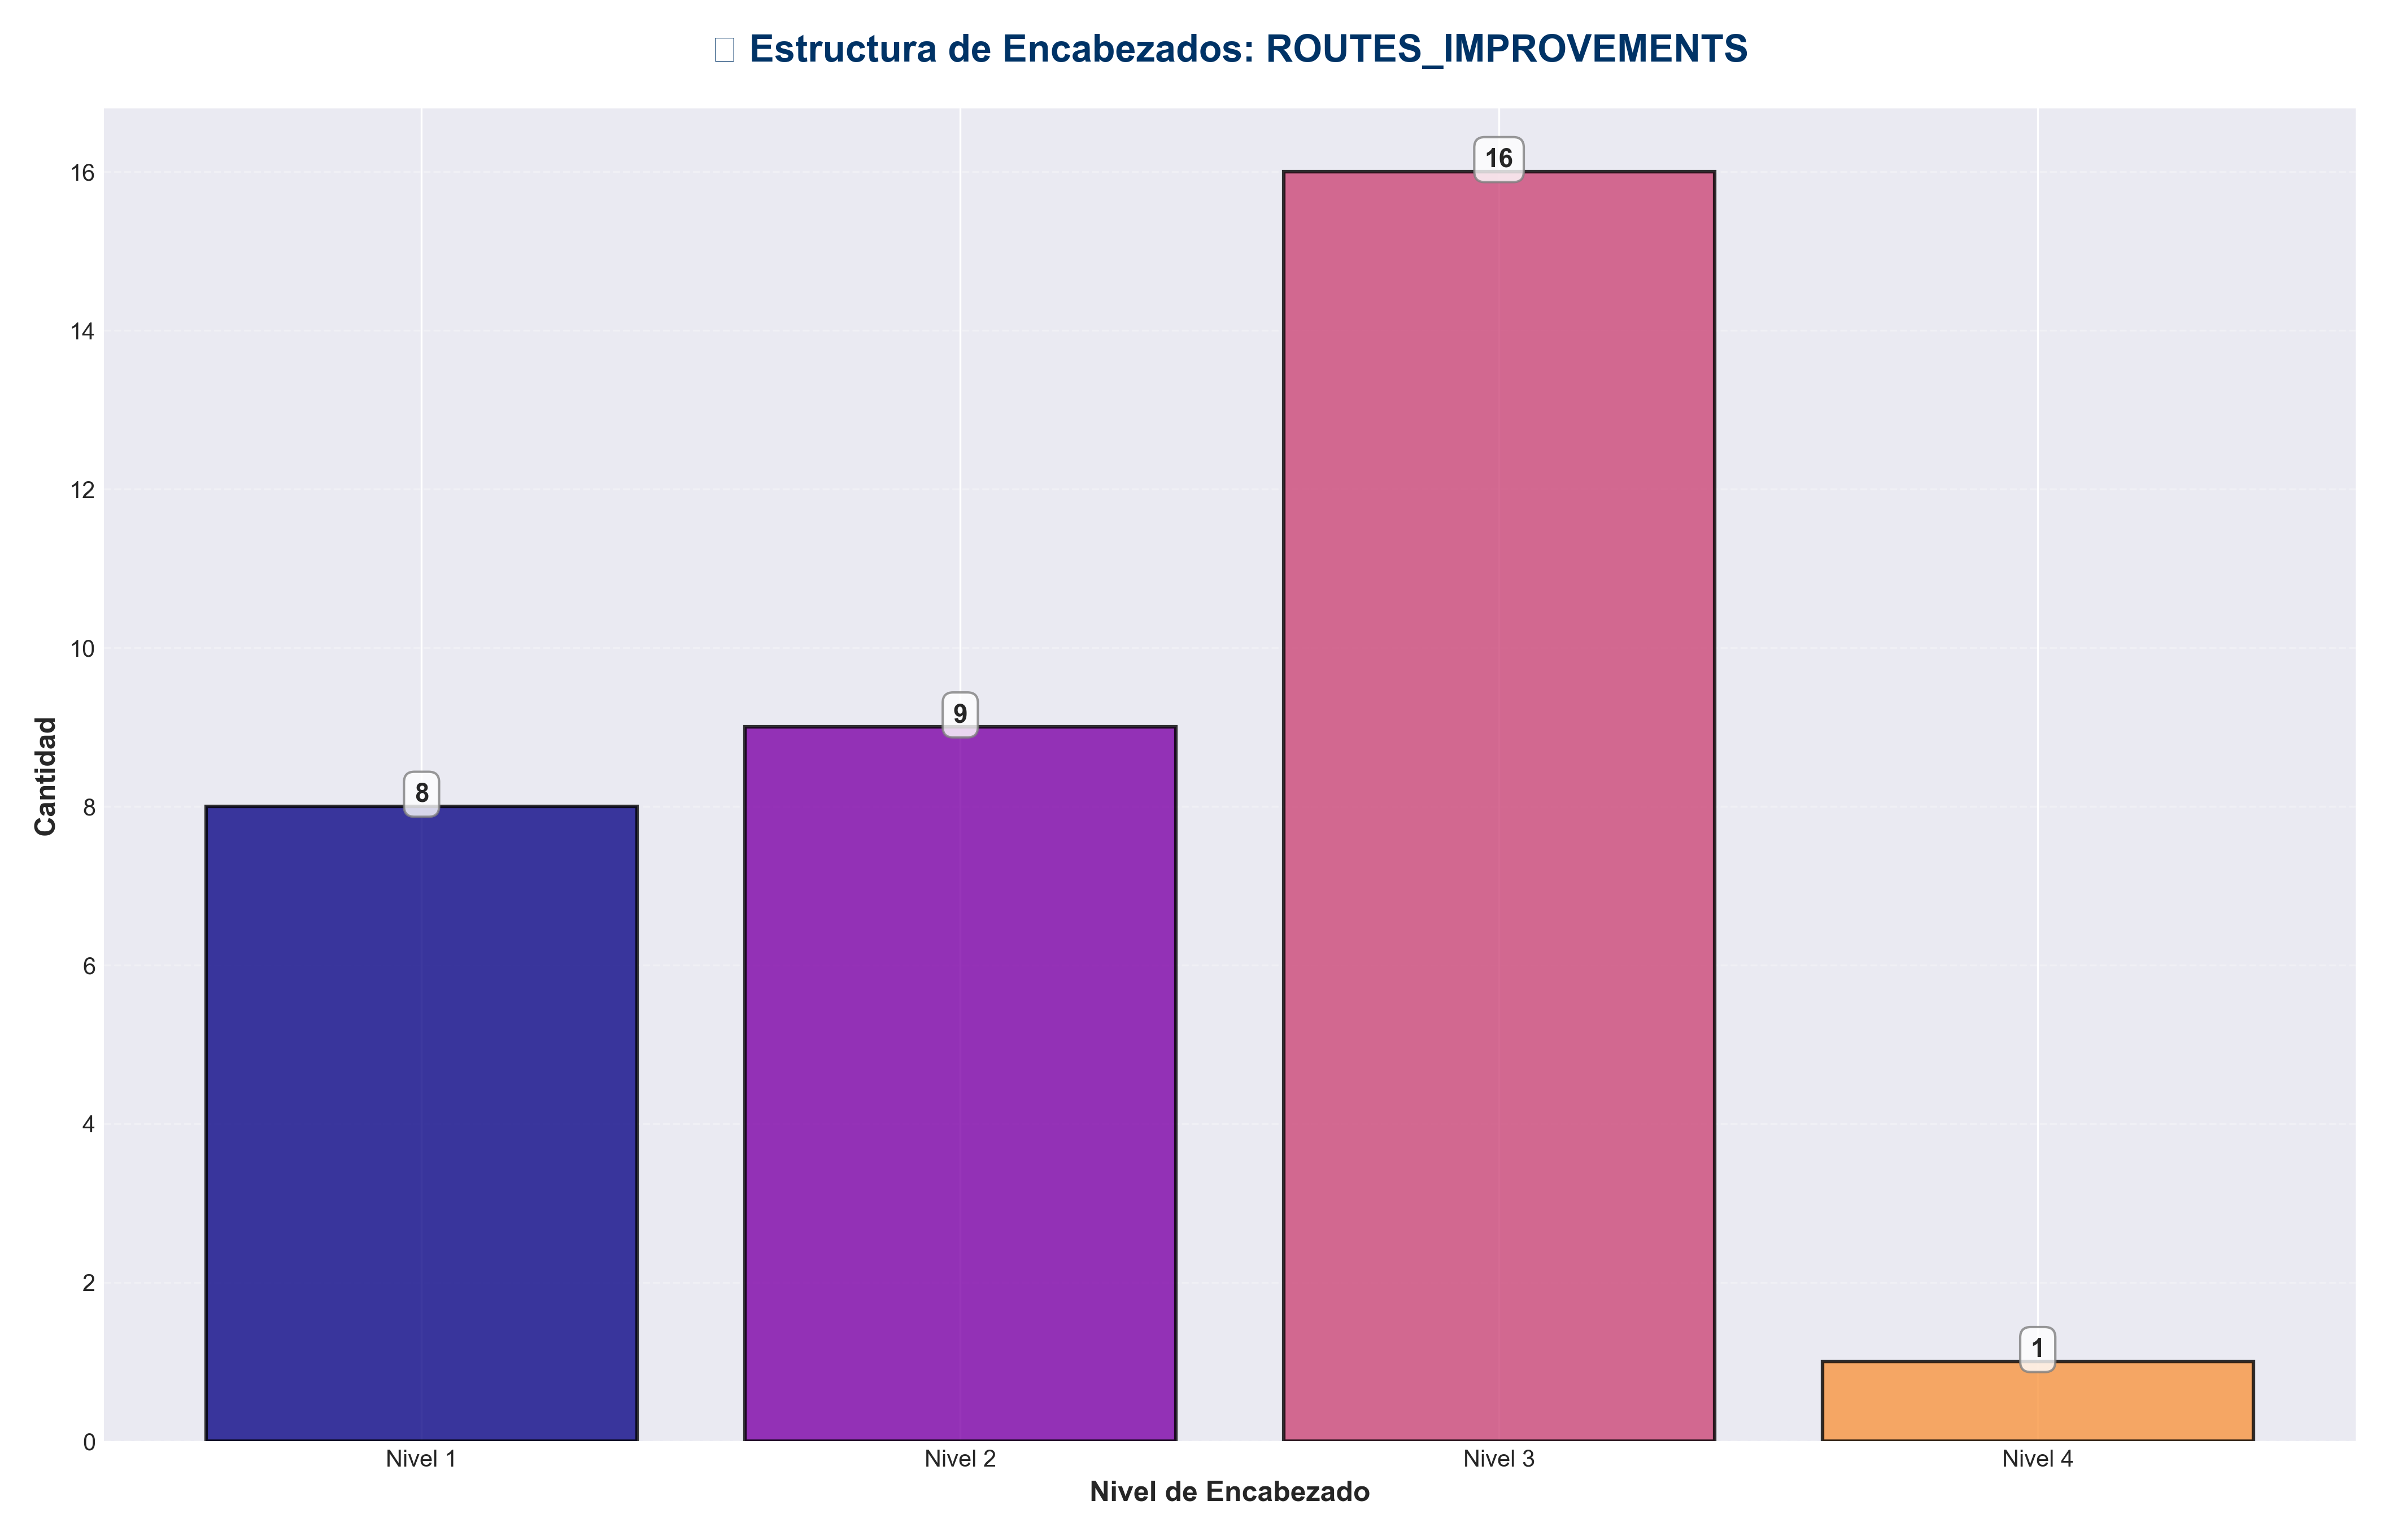 Estructura de Encabezados: ROUTES_IMPROVEMENTS
16
14
12
10
8
6
4
2
0
Cantidad
8
9
16
1
Nivel 1
Nivel 2
Nivel 3
Nivel 4
Nivel de Encabezado